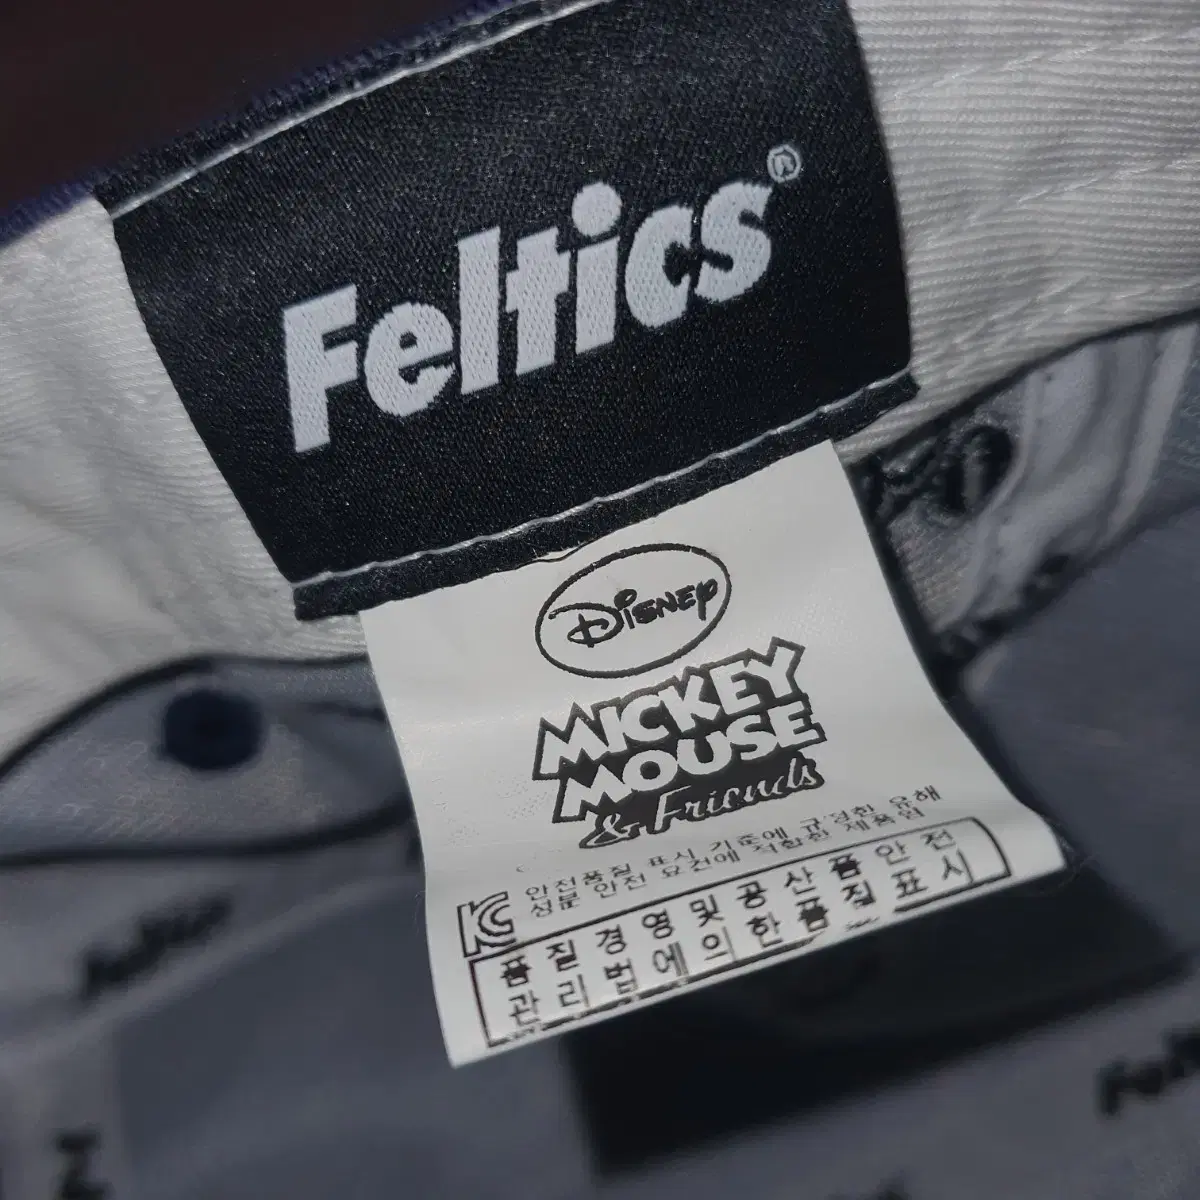 Feltics®
Disney
MICKEY
MOUSE
& Friends
안전품질 표시 기준에 규정한 유해
성분 안전 요건에 적합한 제품임
품질경영및공산품안전
관리법에의한품질표시
Feltics